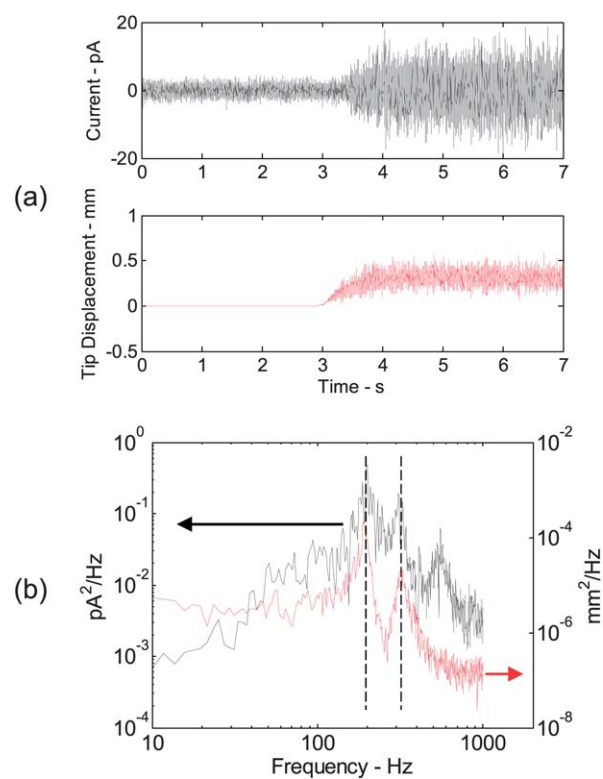 20
0
-20
Current - pA
0 1 2 3 4 5 6 7
(a)
1
0.5
0
-0.5
Tip Displacement - mm
0 1 2 3 4 5 6 7
Time - s
(b)
10^0
10^-1
10^-2
10^-3
10^-4
pA^2/Hz
10^-2
10^-4
10^-6
10^-8
mm^2/Hz
10 100 1000
Frequency - Hz